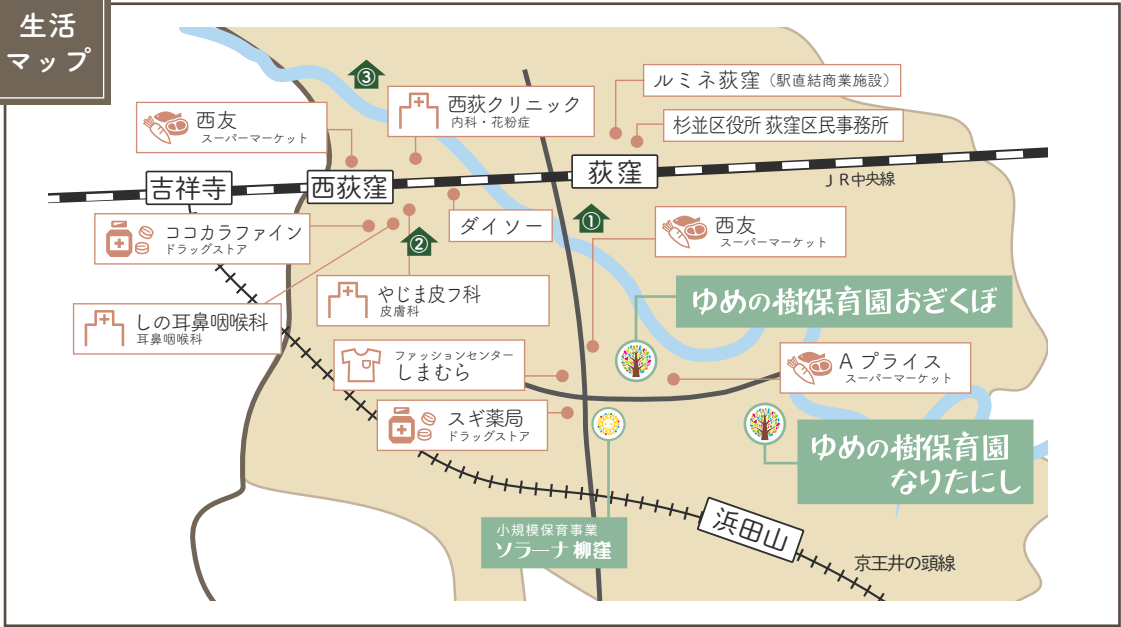 生活
マップ
③
西友
スーパーマーケット
西荻クリニック
内科・花粉症
ルミネ荻窪（駅直結商業施設）
杉並区役所 荻窪区民事務所
吉祥寺
西荻窪
荻窪
ＪＲ中央線
ココカラファイン
ドラッグストア
ダイソー
①
②
西友
スーパーマーケット
やじま皮フ科
皮膚科
しの耳鼻咽喉科
耳鼻咽喉科
ゆめの樹保育園おぎくぼ
ファッションセンター
しまむら
A プライス
スーパーマーケット
スギ薬局
ドラッグストア
ゆめの樹保育園
なりたにし
小規模保育事業
ソラーナ柳窪
浜田山
京王井の頭線